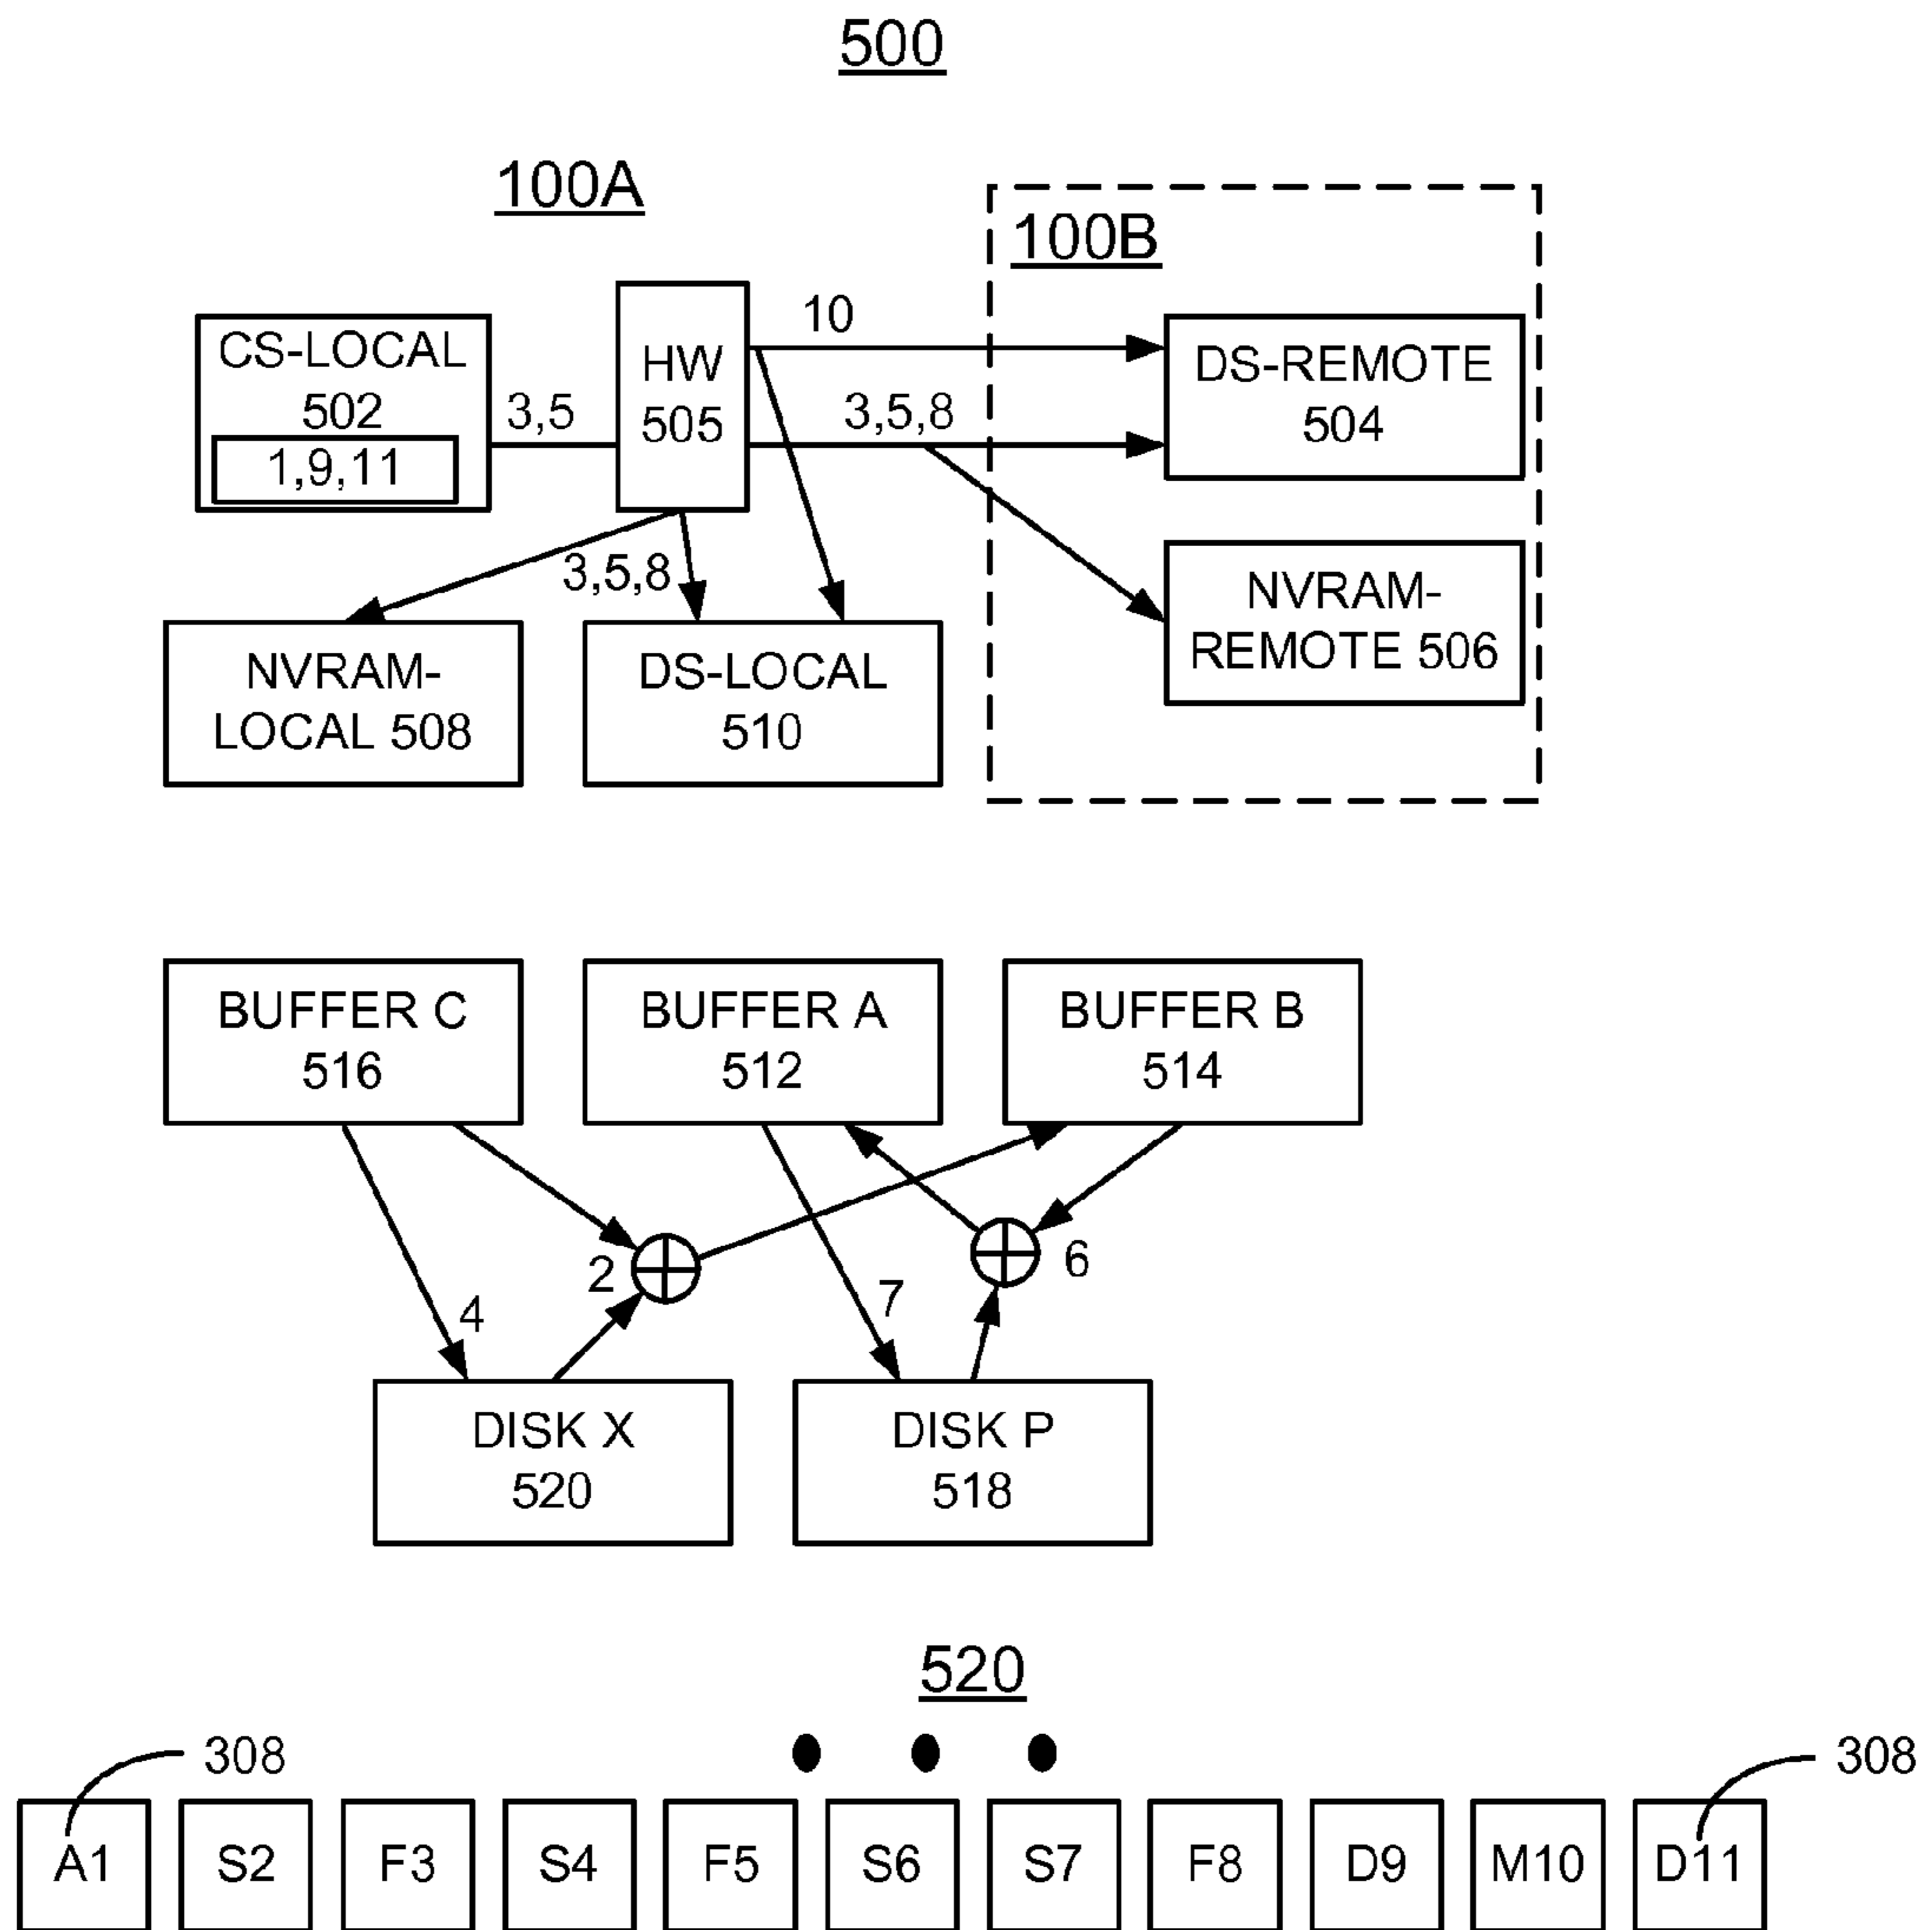 500
100A
100B
10
CS-LOCAL
502
1,9,11
3,5
HW
505
3,5,8
DS-REMOTE
504
3,5,8
NVRAM-
REMOTE 506
NVRAM-
LOCAL 508
DS-LOCAL
510
BUFFER C
516
BUFFER A
512
BUFFER B
514
2
6
4
7
DISK X
520
DISK P
518
520
308
308
A1
S2
F3
S4
F5
S6
S7
F8
D9
M10
D11